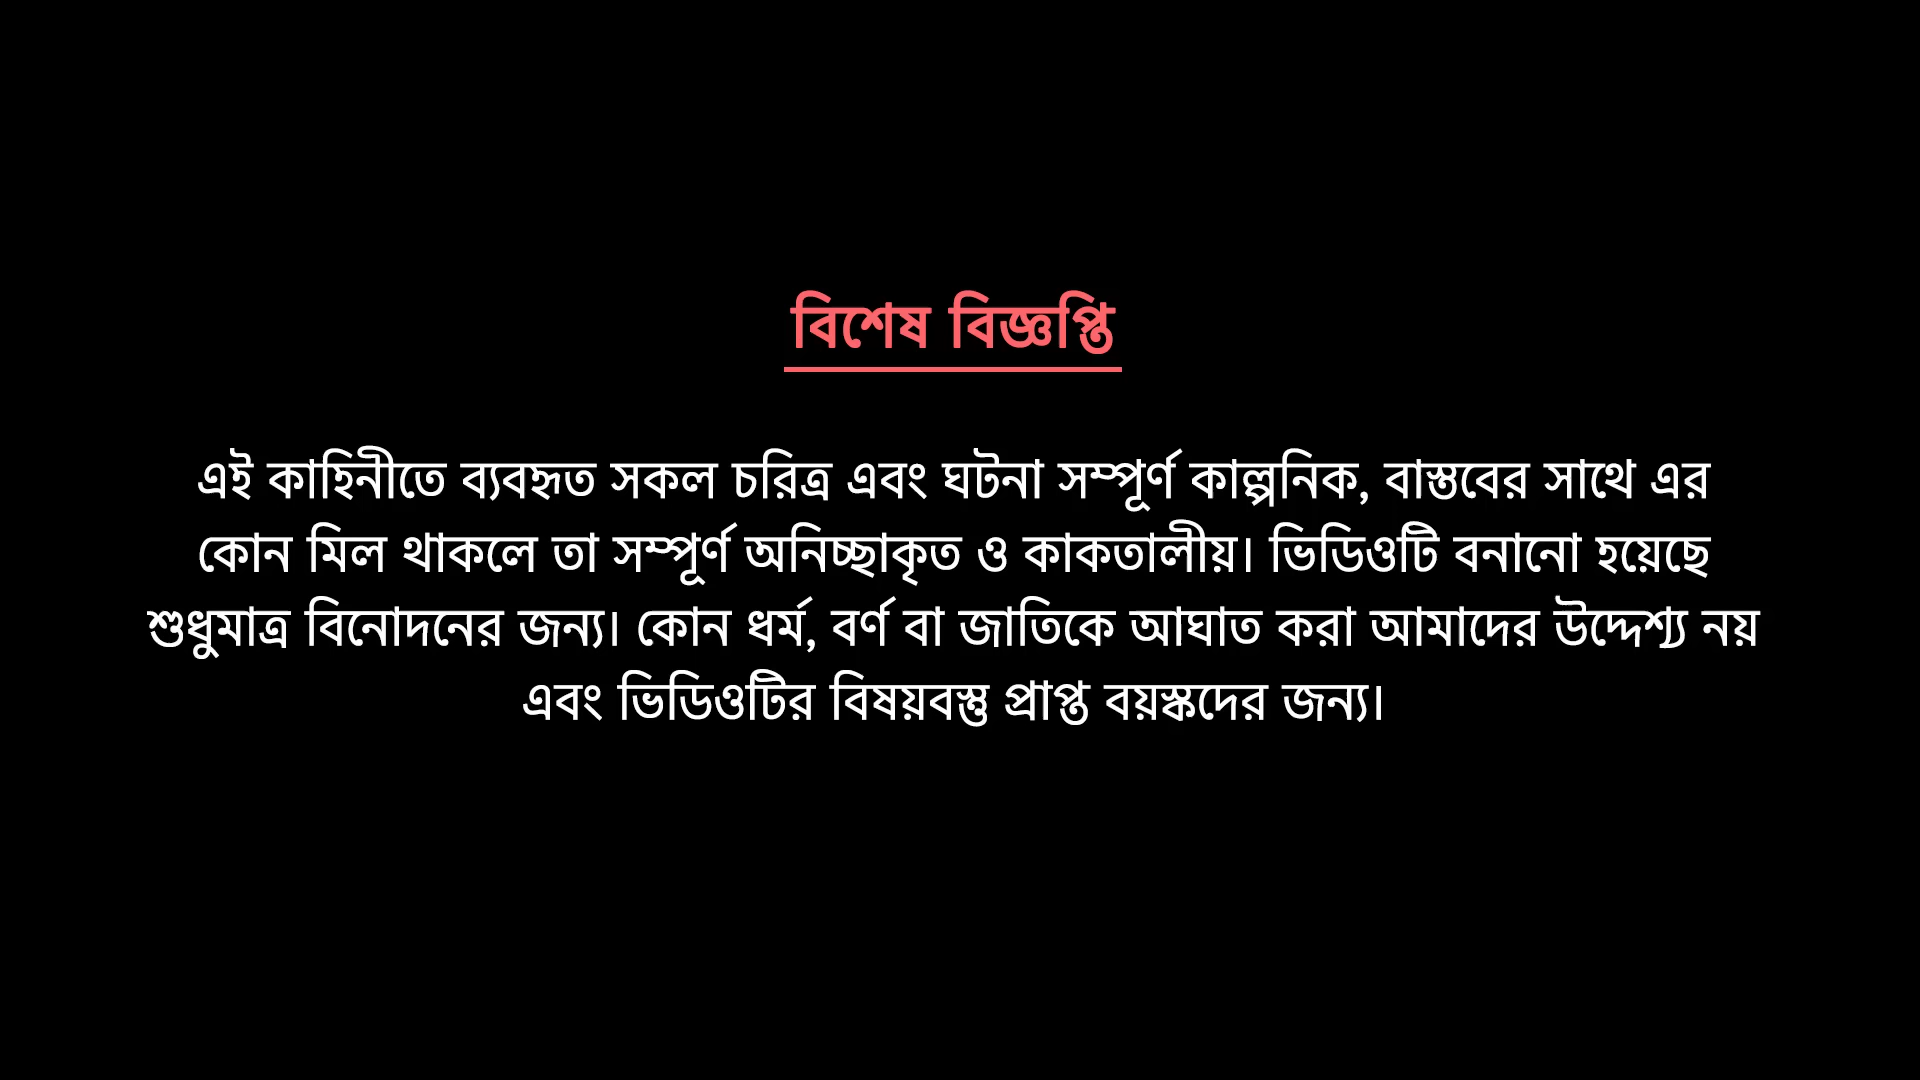 বিশেষ বিজ্ঞপ্তি
এই কাহিনীতে ব্যবহৃত সকল চরিত্র এবং ঘটনা সম্পূর্ণ কাল্পনিক, বাস্তবের সাথে এর
কোন মিল থাকলে তা সম্পূর্ণ অনিচ্ছাকৃত ও কাকতালীয়। ভিডিওটি বনানো হয়েছে
শুধুমাত্র বিনোদনের জন্য। কোন ধর্ম, বর্ণ বা জাতিকে আঘাত করা আমাদের উদ্দেশ্য্য নয়
এবং ভিডিওটির বিষয়বস্তু প্রাপ্ত বয়স্কদের জন্য।